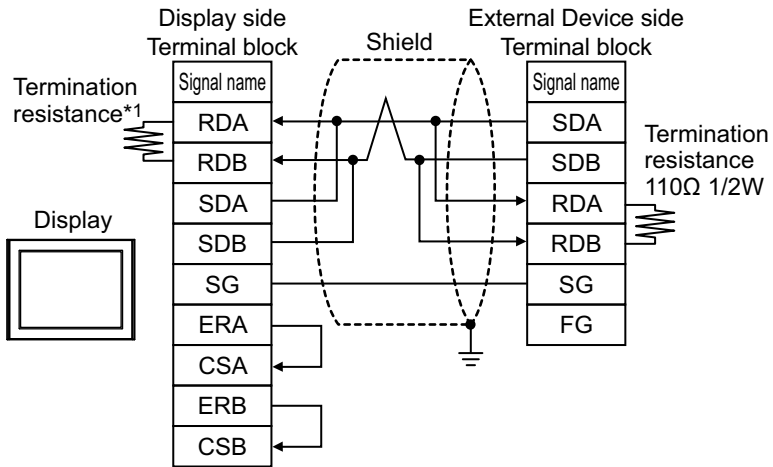 Display side
Terminal block
Shield
External Device side
Terminal block
Termination
resistance*1
Signal name
RDA
RDB
SDA
SDB
SG
ERA
CSA
ERB
CSB
Display
Signal name
SDA
SDB
RDA
RDB
SG
FG
Termination
resistance
110Ω 1/2W